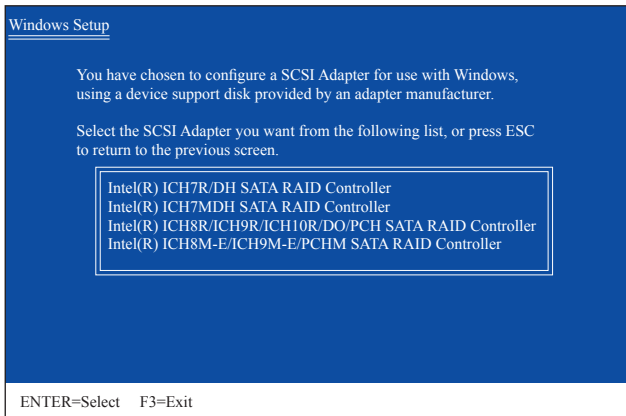 Windows Setup
You have chosen to configure a SCSI Adapter for use with Windows,
using a device support disk provided by an adapter manufacturer.
Select the SCSI Adapter you want from the following list, or press ESC
to return to the previous screen.
Intel(R) ICH7R/DH SATA RAID Controller
Intel(R) ICH7MDH SATA RAID Controller
Intel(R) ICH8R/ICH9R/ICH10R/DO/PCH SATA RAID Controller
Intel(R) ICH8M-E/ICH9M-E/PCHM SATA RAID Controller
ENTER=Select F3=Exit